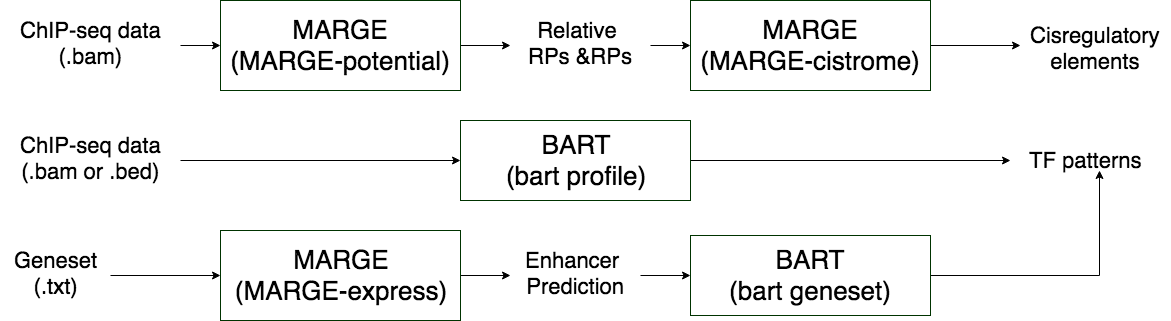 ChIP-seq data
(.bam)
MARGE
(MARGE-potential)
Relative
RPs &RPs
MARGE
(MARGE-cistrome)
Cisregulatory
elements
ChIP-seq data
(.bam or .bed)
BART
(bart profile)
TF patterns
Geneset
(.txt)
MARGE
(MARGE-express)
Enhancer
Prediction
BART
(bart geneset)